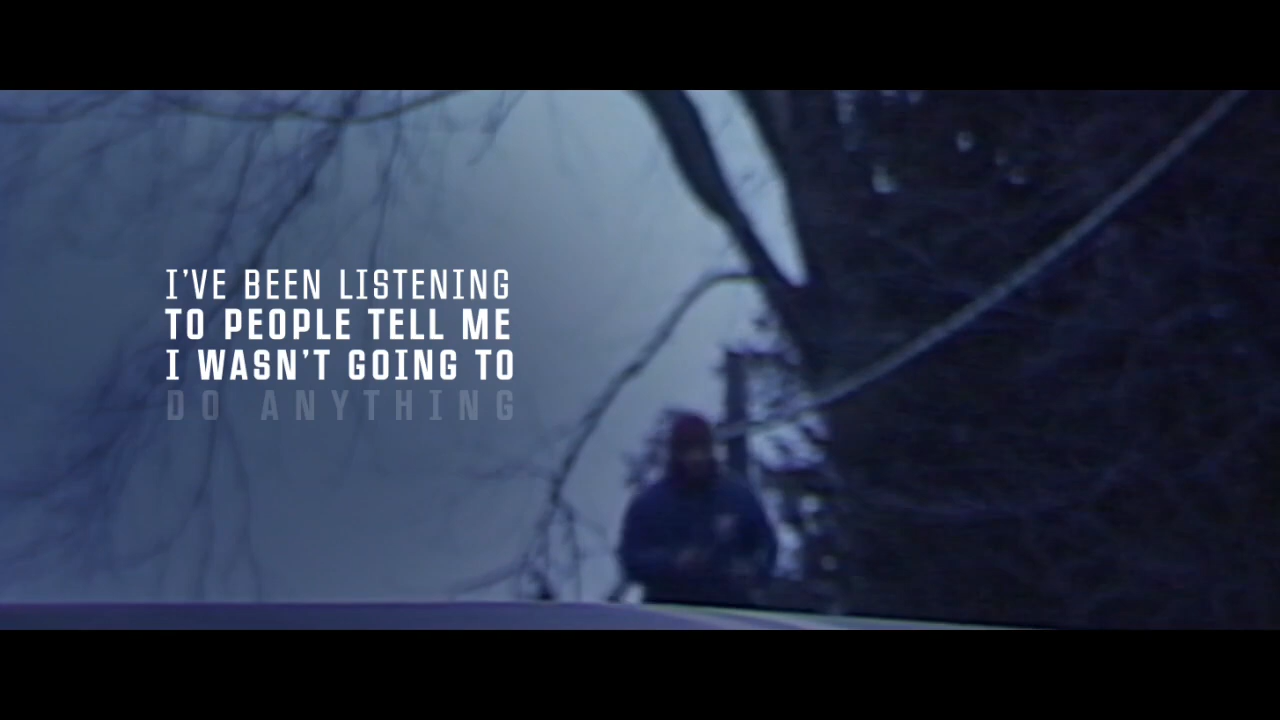 I'VE BEEN LISTENING
TO PEOPLE TELL ME
I WASN'T GOING TO
DO ANYTHING